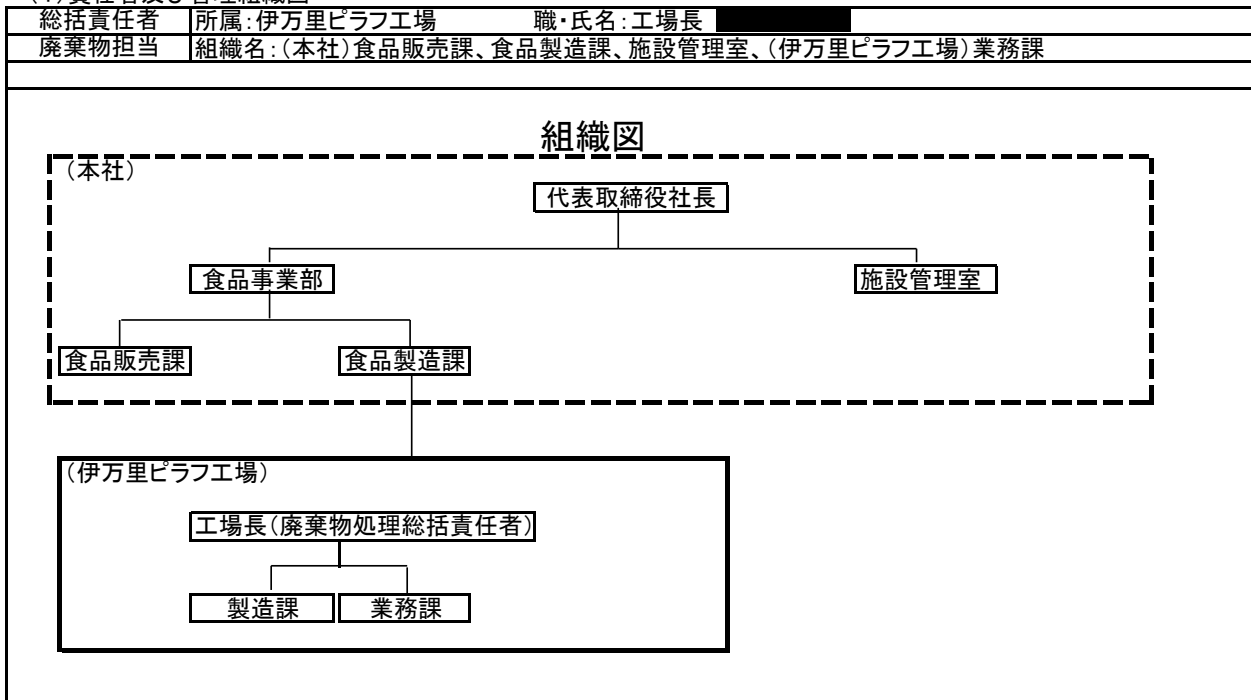 総括責任者 所属:伊万里ピラフ工場 職・氏名:工場長
廃棄物担当 組織名:(本社)食品販売課、食品製造課、施設管理室、(伊万里ピラフ工場)業務課
組織図
(本社)
代表取締役社長
食品事業部 施設管理室
食品販売課 食品製造課
(伊万里ピラフ工場)
工場長(廃棄物処理総括責任者)
製造課 業務課